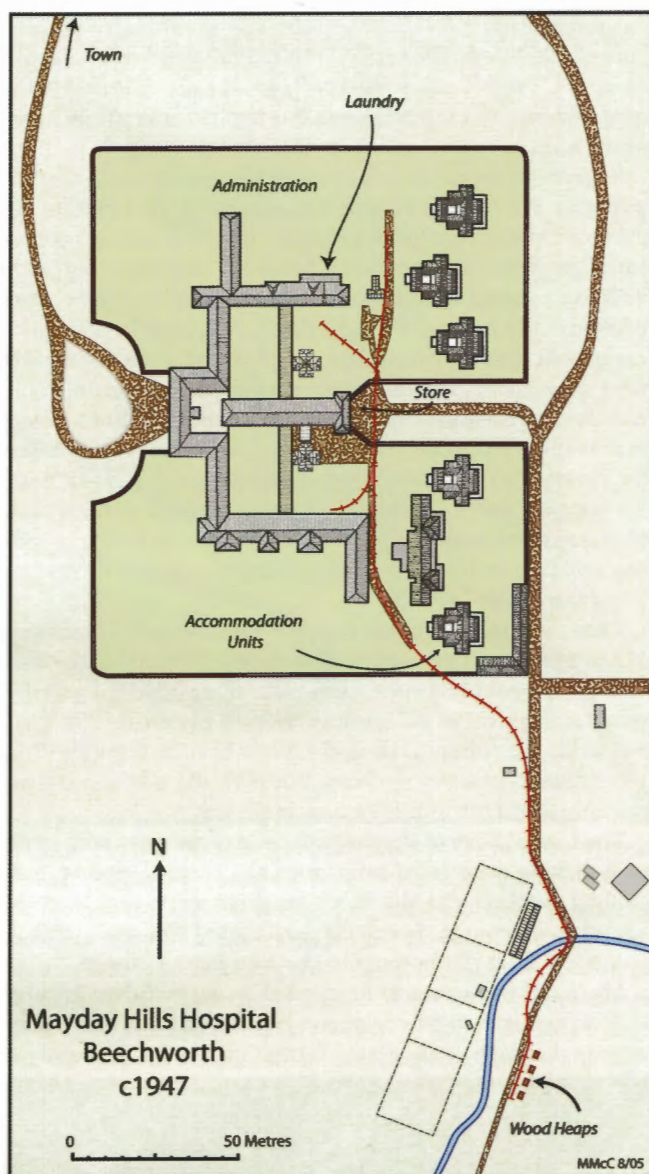 Town
Laundry
Administration
Store
Accommodation
Units
N
Mayday Hills Hospital
Beechworth
c1947
0 50 Metres
Wood Heaps
MMcC 8/05